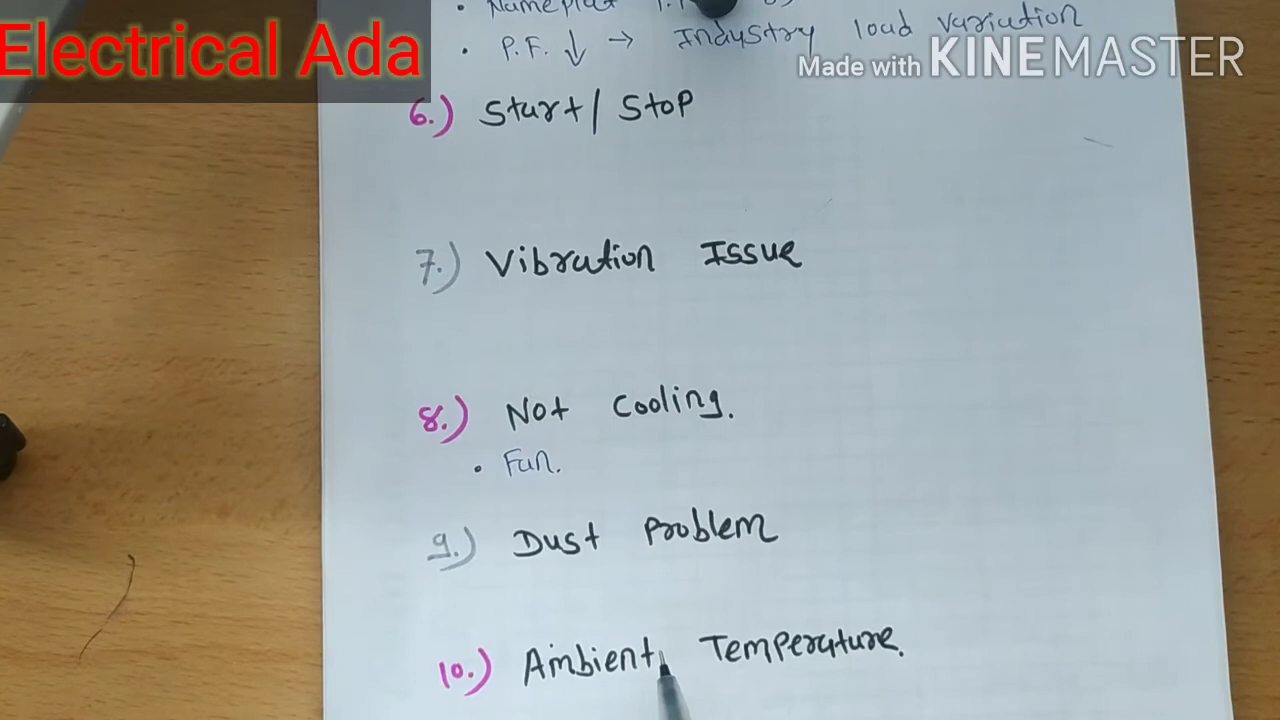 Electrical Ada
• Nameplat
• P.F. ↓ → Industry load variation
Made with KINEMASTER
6.) Start/Stop
7.) Vibration Issue
8.) Not Cooling.
• Fan.
9.) Dust Problem
10.) Ambient Temperature.